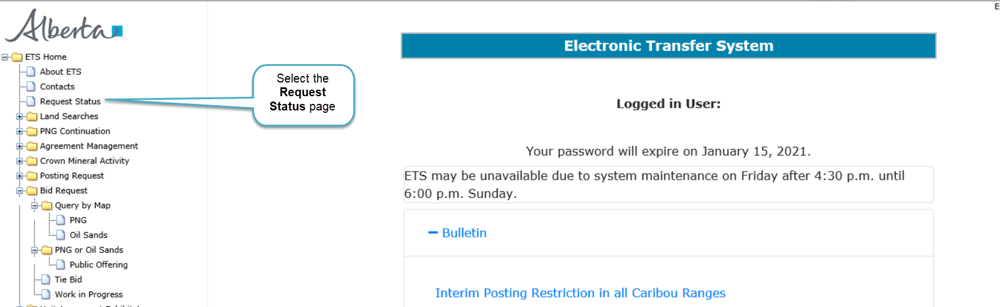 E
Alberta
ETS Home
About ETS
Contacts
Request Status
Land Searches
PNG Continuation
Agreement Management
Crown Mineral Activity
Posting Request
Bid Request
Query by Map
PNG
Oil Sands
PNG or Oil Sands
Public Offering
Tie Bid
Work in Progress
Select the
Request
Status page
Electronic Transfer System
Logged in User:
Your password will expire on January 15, 2021.
ETS may be unavailable due to system maintenance on Friday after 4:30 p.m. until
6:00 p.m. Sunday.
Bulletin
Interim Posting Restriction in all Caribou Ranges